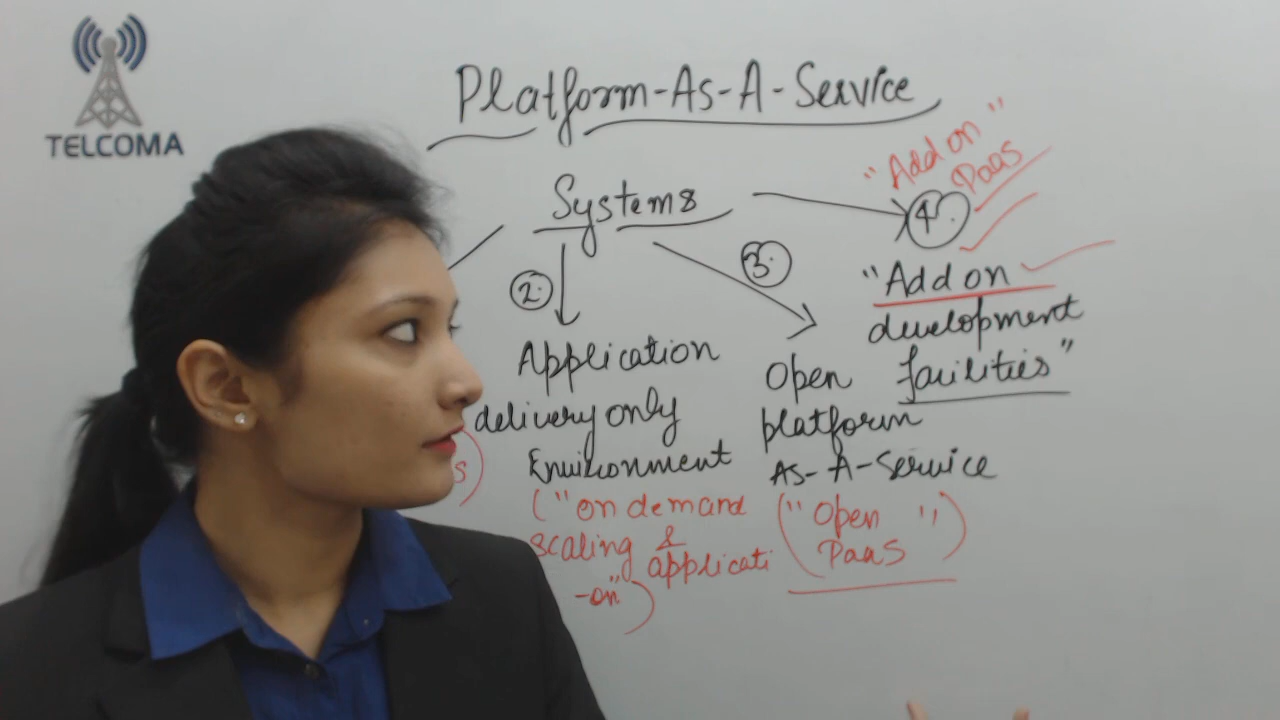 TELCOMA
Platform-As-A-Service
Systems
2.
Application
delivery only
Environment
("on demand
scaling &
applicati
-on")
3.
Open
platform
As-A-Service
("Open"
PaaS)
"Add on"
Paas
4.
"Add on
development
facilities"
s)